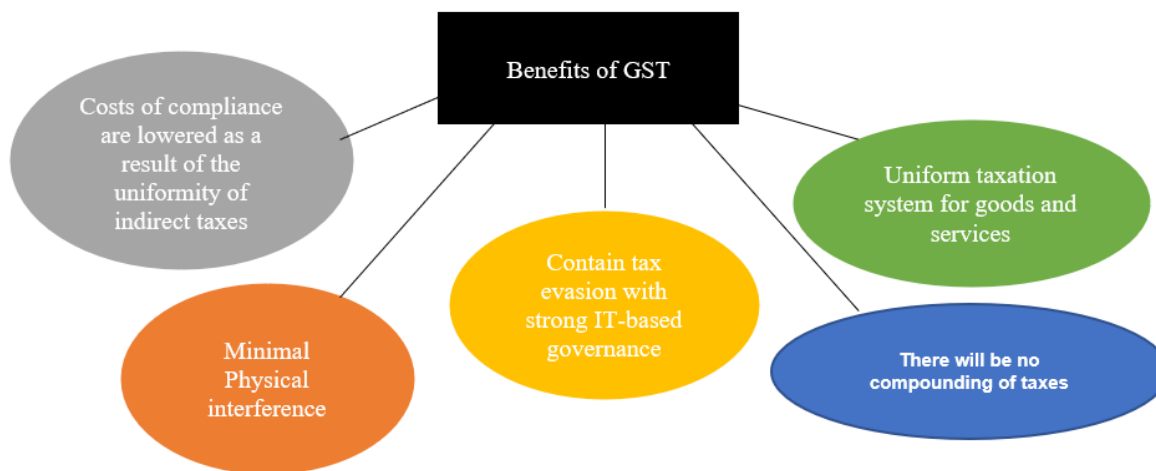 Benefits of GST
Costs of compliance
are lowered as a
result of the
uniformity of
indirect taxes
Minimal
Physical
interference
Contain tax
evasion with
strong IT-based
governance
Uniform taxation
system for goods and
services
There will be no
compounding of taxes